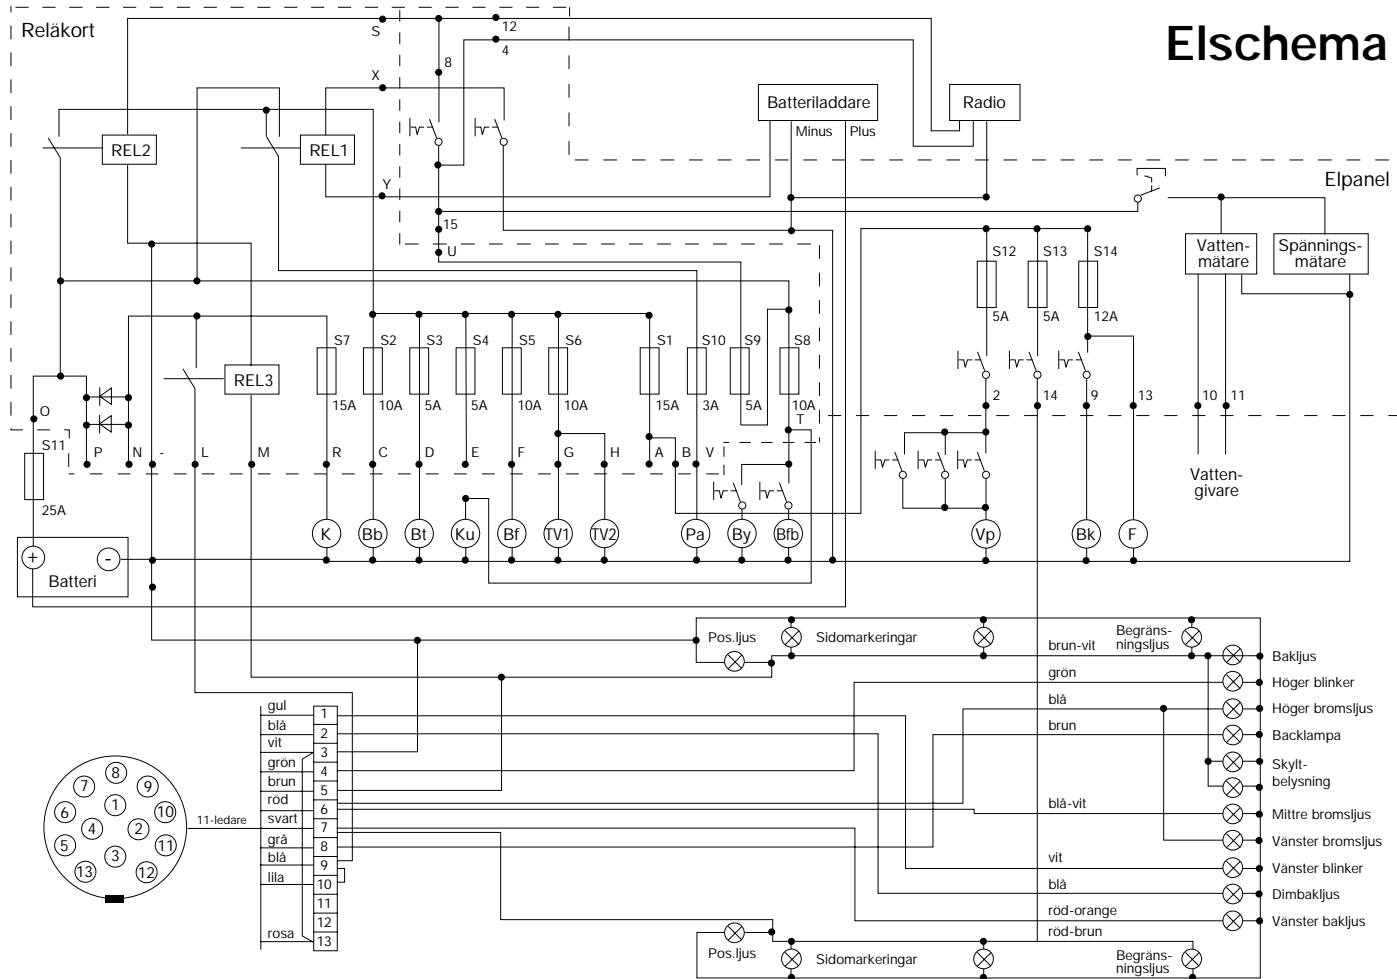 Elschema
Reläkort
S
12
4
8
X
Batteriladdare
Minus
Plus
Radio
REL2
REL1
Elpanel
Y
15
U
Vatten-
mätare
Spännings-
mätare
S12
5A
S13
5A
S14
12A
REL3
S7
15A
S2
10A
S3
5A
S4
5A
S5
10A
S6
10A
S1
15A
S10
3A
S9
5A
S8
10A
T
2
14
9
13
10
11
O
S11
25A
P
N
-
L
M
R
C
D
E
F
G
H
A
B
V
Vatten-
givare
K
Bb
Bt
Ku
Bf
TV1
TV2
Pa
By
Bfb
Vp
Bk
F
+
-
Batteri
Pos.ljus
Sidomarkeringar
Begräns-
ningsljus
brun-vit
Bakljus
grön
Höger blinker
blå
Höger bromsljus
brun
Backlampa
Skylt-
belysning
blå-vit
Mittre bromsljus
Vänster bromsljus
vit
Vänster blinker
blå
Dimbakljus
röd-orange
Vänster bakljus
röd-brun
gul
1
blå
2
vit
3
grön
4
brun
5
röd
6
svart
7
grå
8
blå
9
lila
10
11
12
rosa
13
11-ledare
8
7
9
1
6
10
4
2
5
11
3
13
12
Pos.ljus
Sidomarkeringar
Begräns-
ningsljus